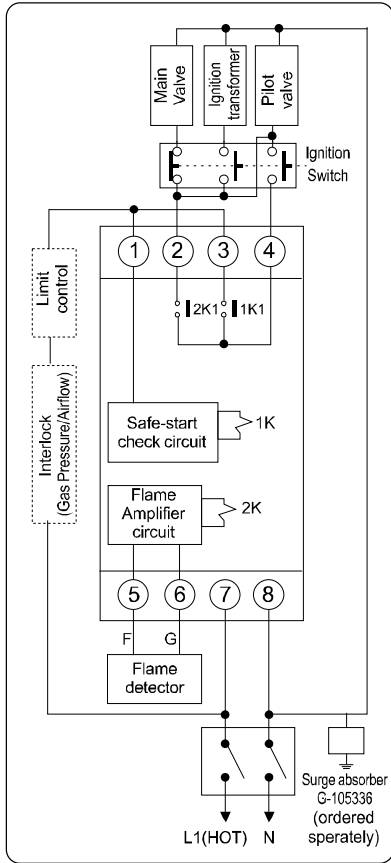 Main
Valve
Ignition
transformer
Pilot
valve
Ignition
Switch
1
2
3
4
Limit
control
2K1
1K1
Interlock
(Gas Pressure/Airflow)
Safe-start
check circuit
1K
Flame
Amplifier
circuit
2K
5
6
7
8
F
G
Flame
detector
Surge absorber
G-105336
(ordered
sperately)
L1(HOT)
N